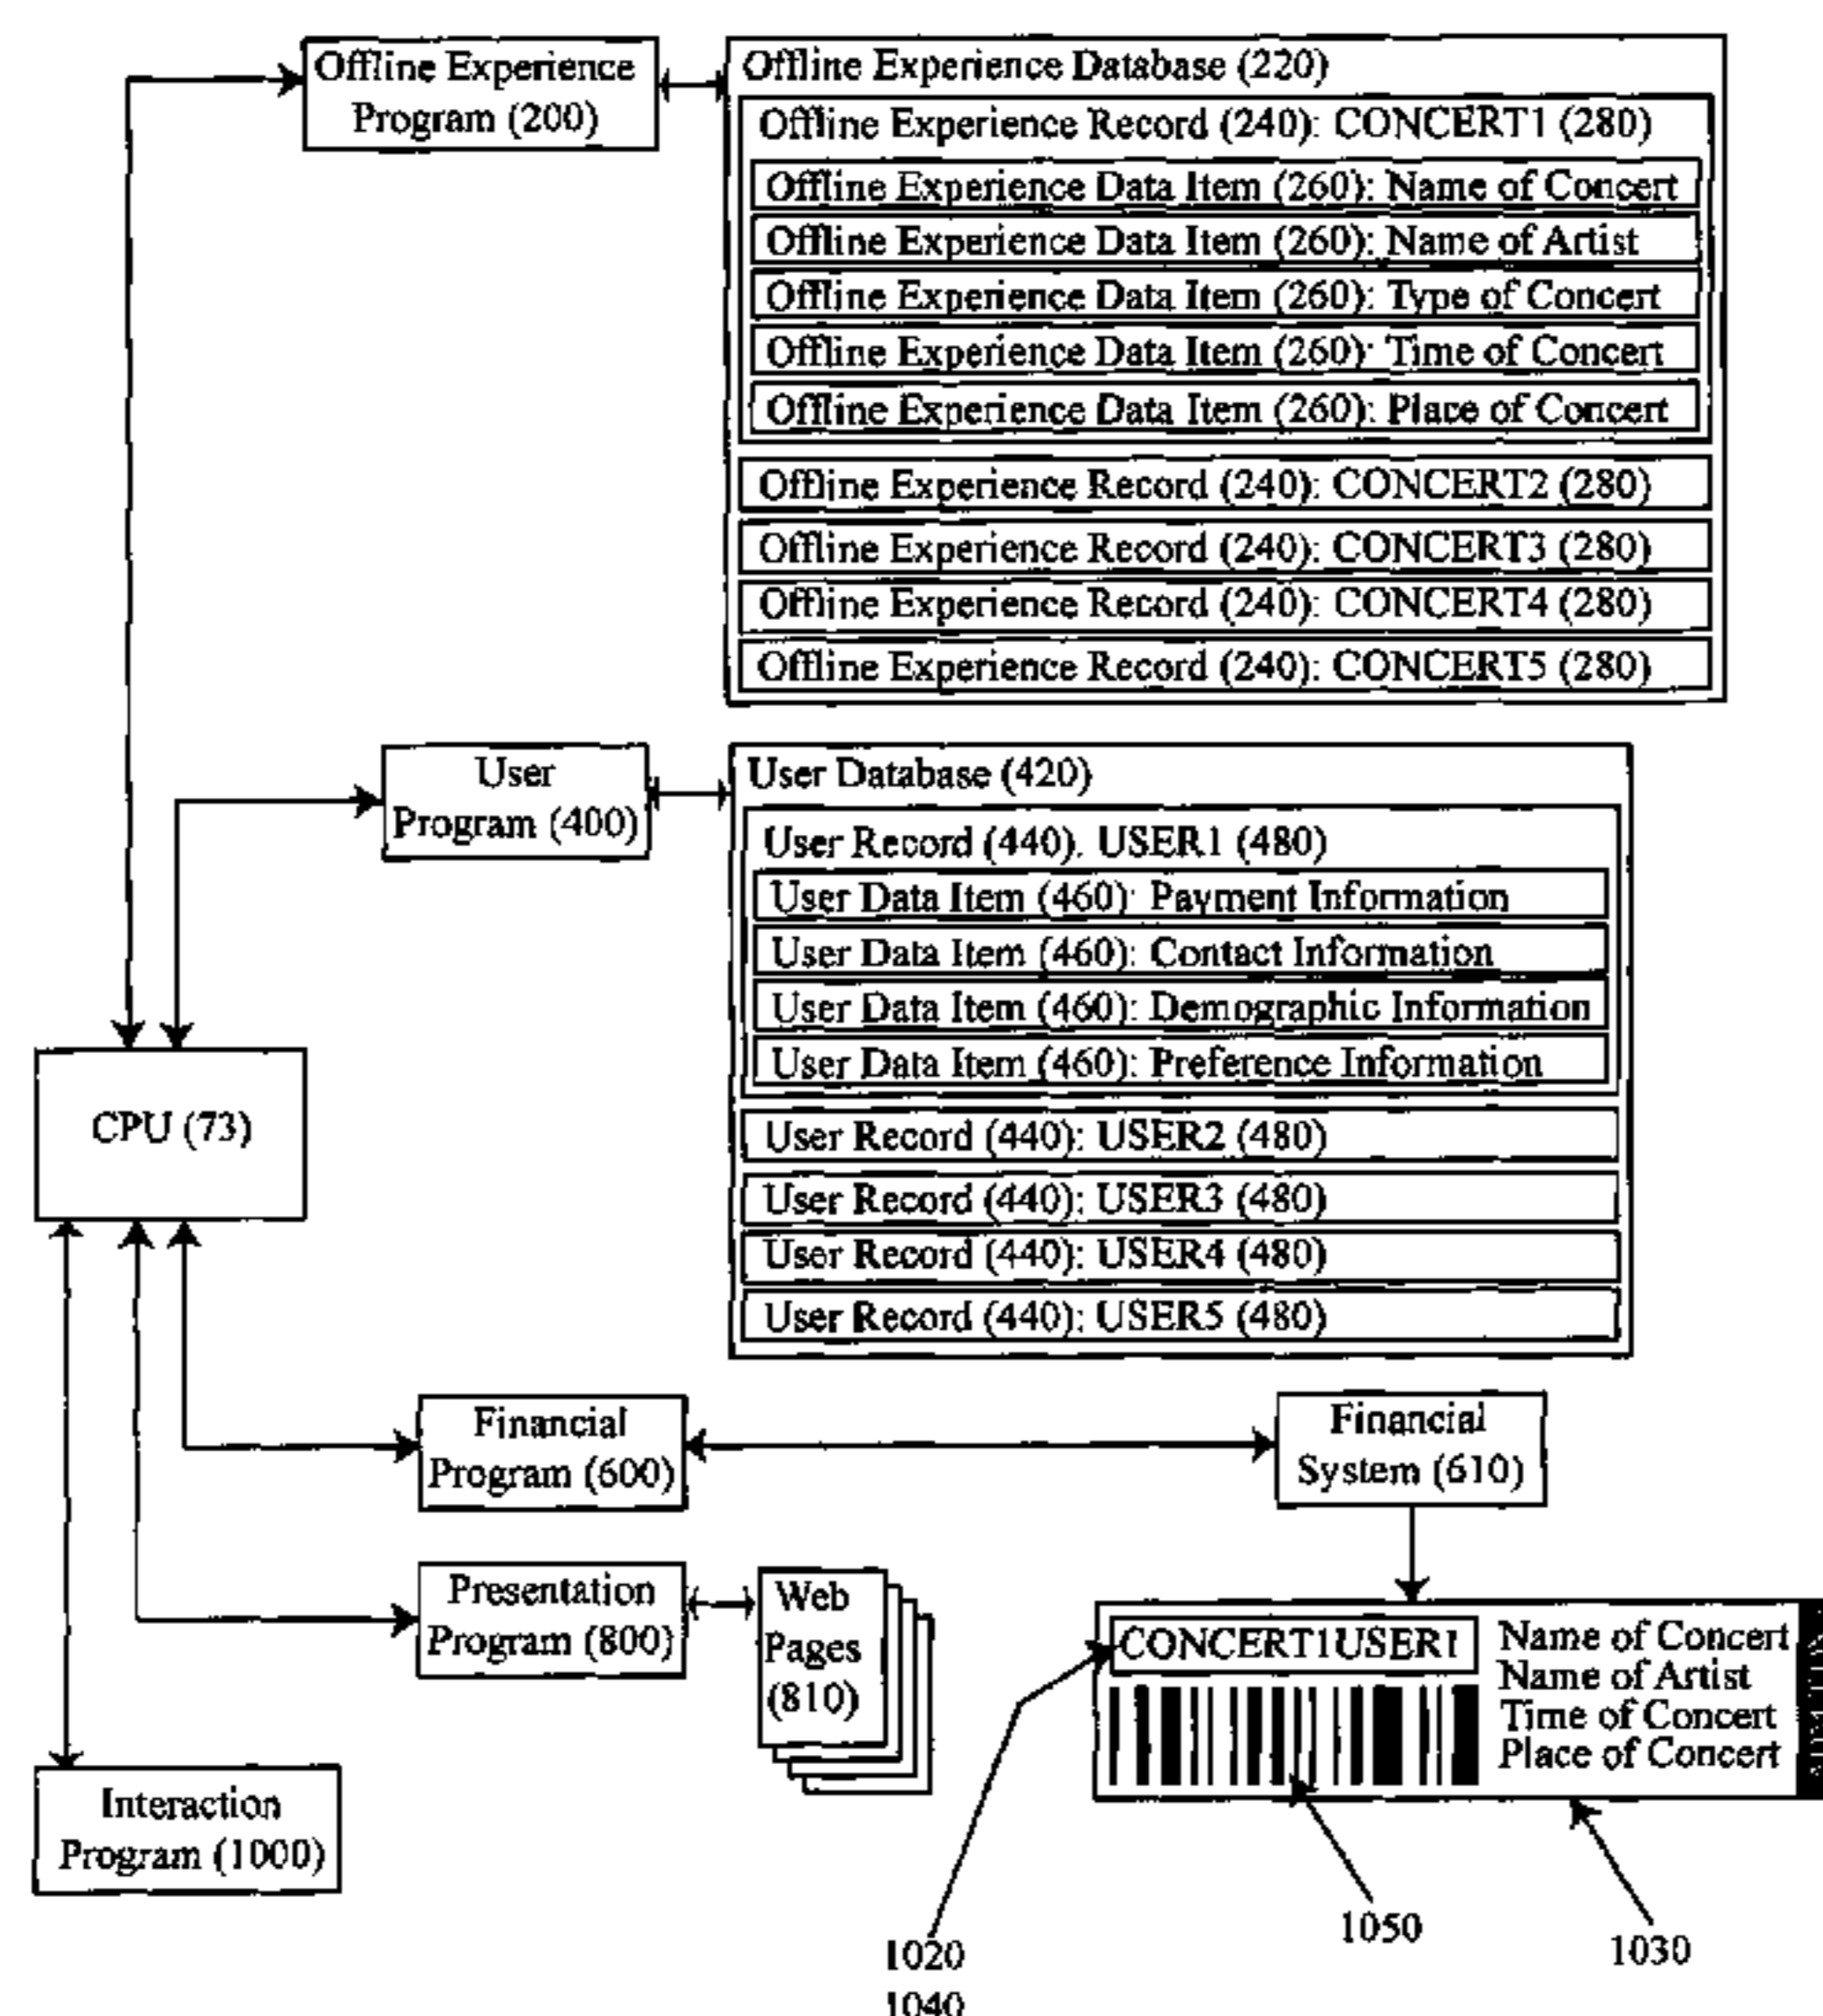 Offline Experience
Program (200)
Offline Experience Database (220)
Offline Experience Record (240): CONCERT1 (280)
Offline Experience Data Item (260): Name of Concert
Offline Experience Data Item (260): Name of Artist
Offline Experience Data Item (260): Type of Concert
Offline Experience Data Item (260): Time of Concert
Offline Experience Data Item (260): Place of Concert
Offline Experience Record (240): CONCERT2 (280)
Offline Experience Record (240): CONCERT3 (280)
Offline Experience Record (240): CONCERT4 (280)
Offline Experience Record (240): CONCERT5 (280)
User
Program (400)
User Database (420)
User Record (440). USER1 (480)
User Data Item (460): Payment Information
User Data Item (460): Contact Information
User Data Item (460): Demographic Information
User Data Item (460): Preference Information
User Record (440): USER2 (480)
User Record (440): USER3 (480)
User Record (440): USER4 (480)
User Record (440): USER5 (480)
CPU (73)
Financial
Program (600)
Financial
System (610)
Presentation
Program (800)
Web
Pages
(810)
CONCERT1USER1
Name of Concert
Name of Artist
Time of Concert
Place of Concert
Interaction
Program (1000)
1020
1040
1050
1030